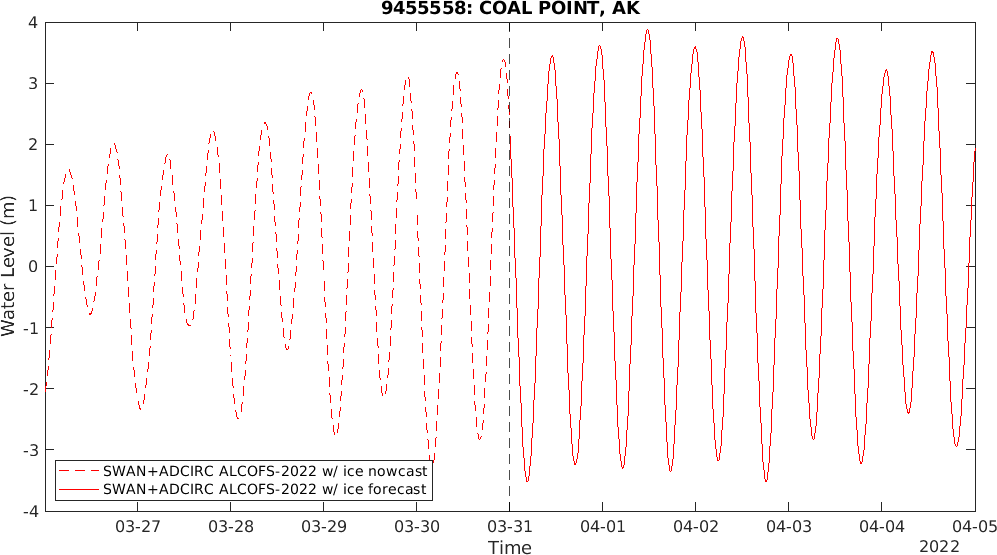 9455558: COAL POINT, AK
4
3
2
1
0
-1
-2
-3
-4
Water Level (m)
SWAN+ADCIRC ALCOFS-2022 w/ ice nowcast
SWAN+ADCIRC ALCOFS-2022 w/ ice forecast
03-27 03-28 03-29 03-30 03-31 04-01 04-02 04-03 04-04 04-05
Time
2022